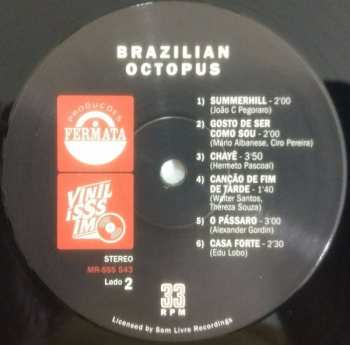 BRAZILIAN
OCTOPUS
PRODUÇÕES
FERMATA
VINIL
iSSS
TMO
STEREO
MR-555 543
Lado 2
1) SUMMERHILL - 2'00
(João C Pegoraro)
2) GOSTO DE SER
COMO SOU - 2'00
(Mário Albanese, Ciro Pereira)
3) CHAYÊ - 3'50
(Hermeto Pascoal)
4) CANÇÃO DE FIM
DE TARDE - 1'40
(Walter Santos,
Thereza Souza)
5) O PÁSSARO - 3'00
(Alexander Gordin)
6) CASA FORTE - 2'30
(Edu Lobo)
33
RPM
Licensed by Som Livre Recordings